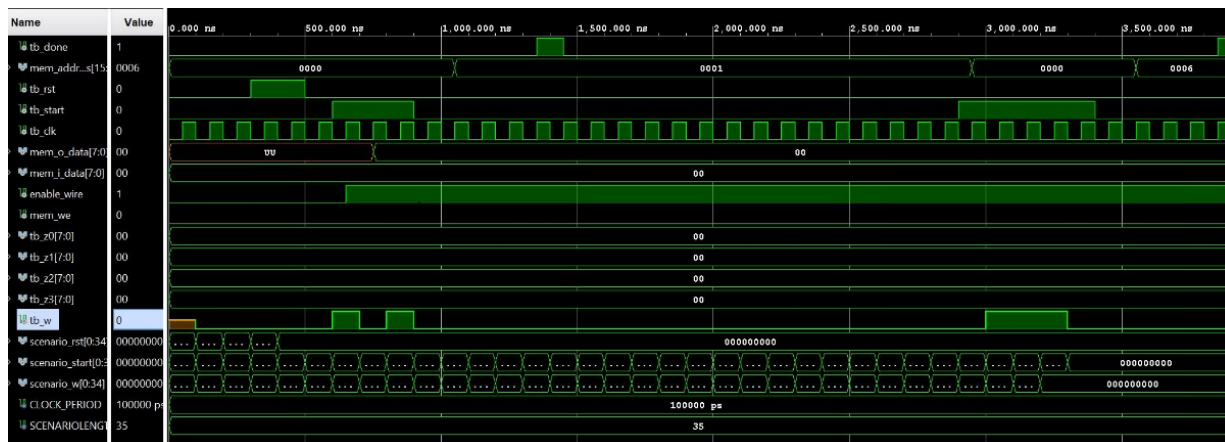 Name Value 0.000 ns 500.000 ns 1,000.000 ns 1,500.000 ns 2,000.000 ns 2,500.000 ns 3,000.000 ns 3,500.000 ns
tb_done 1
mem_addr...s[15: 0006 0000 0001 0000 0006
tb_rst 0
tb_start 0
tb_clk 0
mem_o_data[7:0] 00 UU 00
mem_i_data[7:0] 00 00
enable_wire 1
mem_we 0
tb_z0[7:0] 00 00
tb_z1[7:0] 00 00
tb_z2[7:0] 00 00
tb_z3[7:0] 00 00
tb_w 0
scenario_rst[0:34 00000000 ... ... ... ... 000000000
scenario_start[0:3 00000000 ... ... ... ... ... ... ... ... ... ... ... ... ... ... ... ... ... ... ... ... ... ... ... ... ... ... ... ... ... ... ... ... ... 000000000
scenario_w[0:34] 00000000 ... ... ... ... ... ... ... ... ... ... ... ... ... ... ... ... ... ... ... ... ... ... ... ... ... ... ... ... ... ... ... ... 000000000
CLOCK_PERIOD 100000 ps 100000 ps
SCENARIOLENGT 35 35